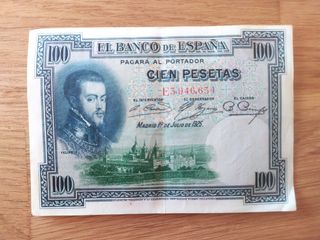 100 EL BANCO DE ESPAÑA 100
PAGARÁ AL PORTADOR
CIEN PESETAS
E3,946,654
EL INTERVENTOR EL GOBERNADOR EL CAJERO
Madrid 1º de Julio de 1925.
100 100